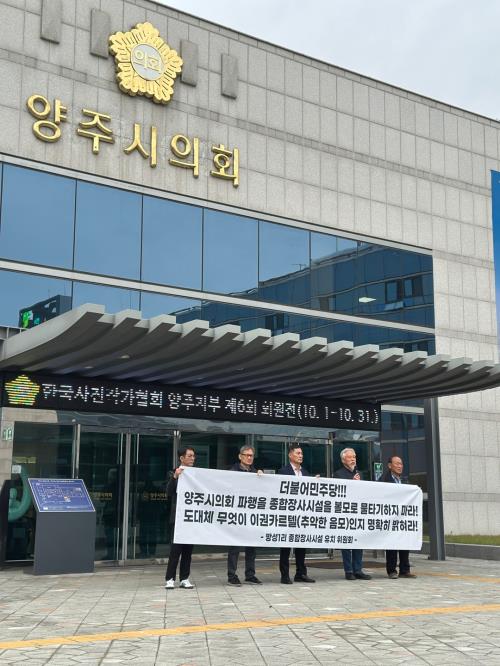 의회
양주시의회
한국사진작가협회 양주지부 제6회 회원전(10. 1~10. 31.)
더불어민주당!!!
양주시의회 파행을 종합장사시설을 볼모로 물타기하지 마라!
도대체 무엇이 이권카르텔(추악한 음모)인지 명확히 밝혀라!
- 방성1리 종합장사시설 유치 위원회 -